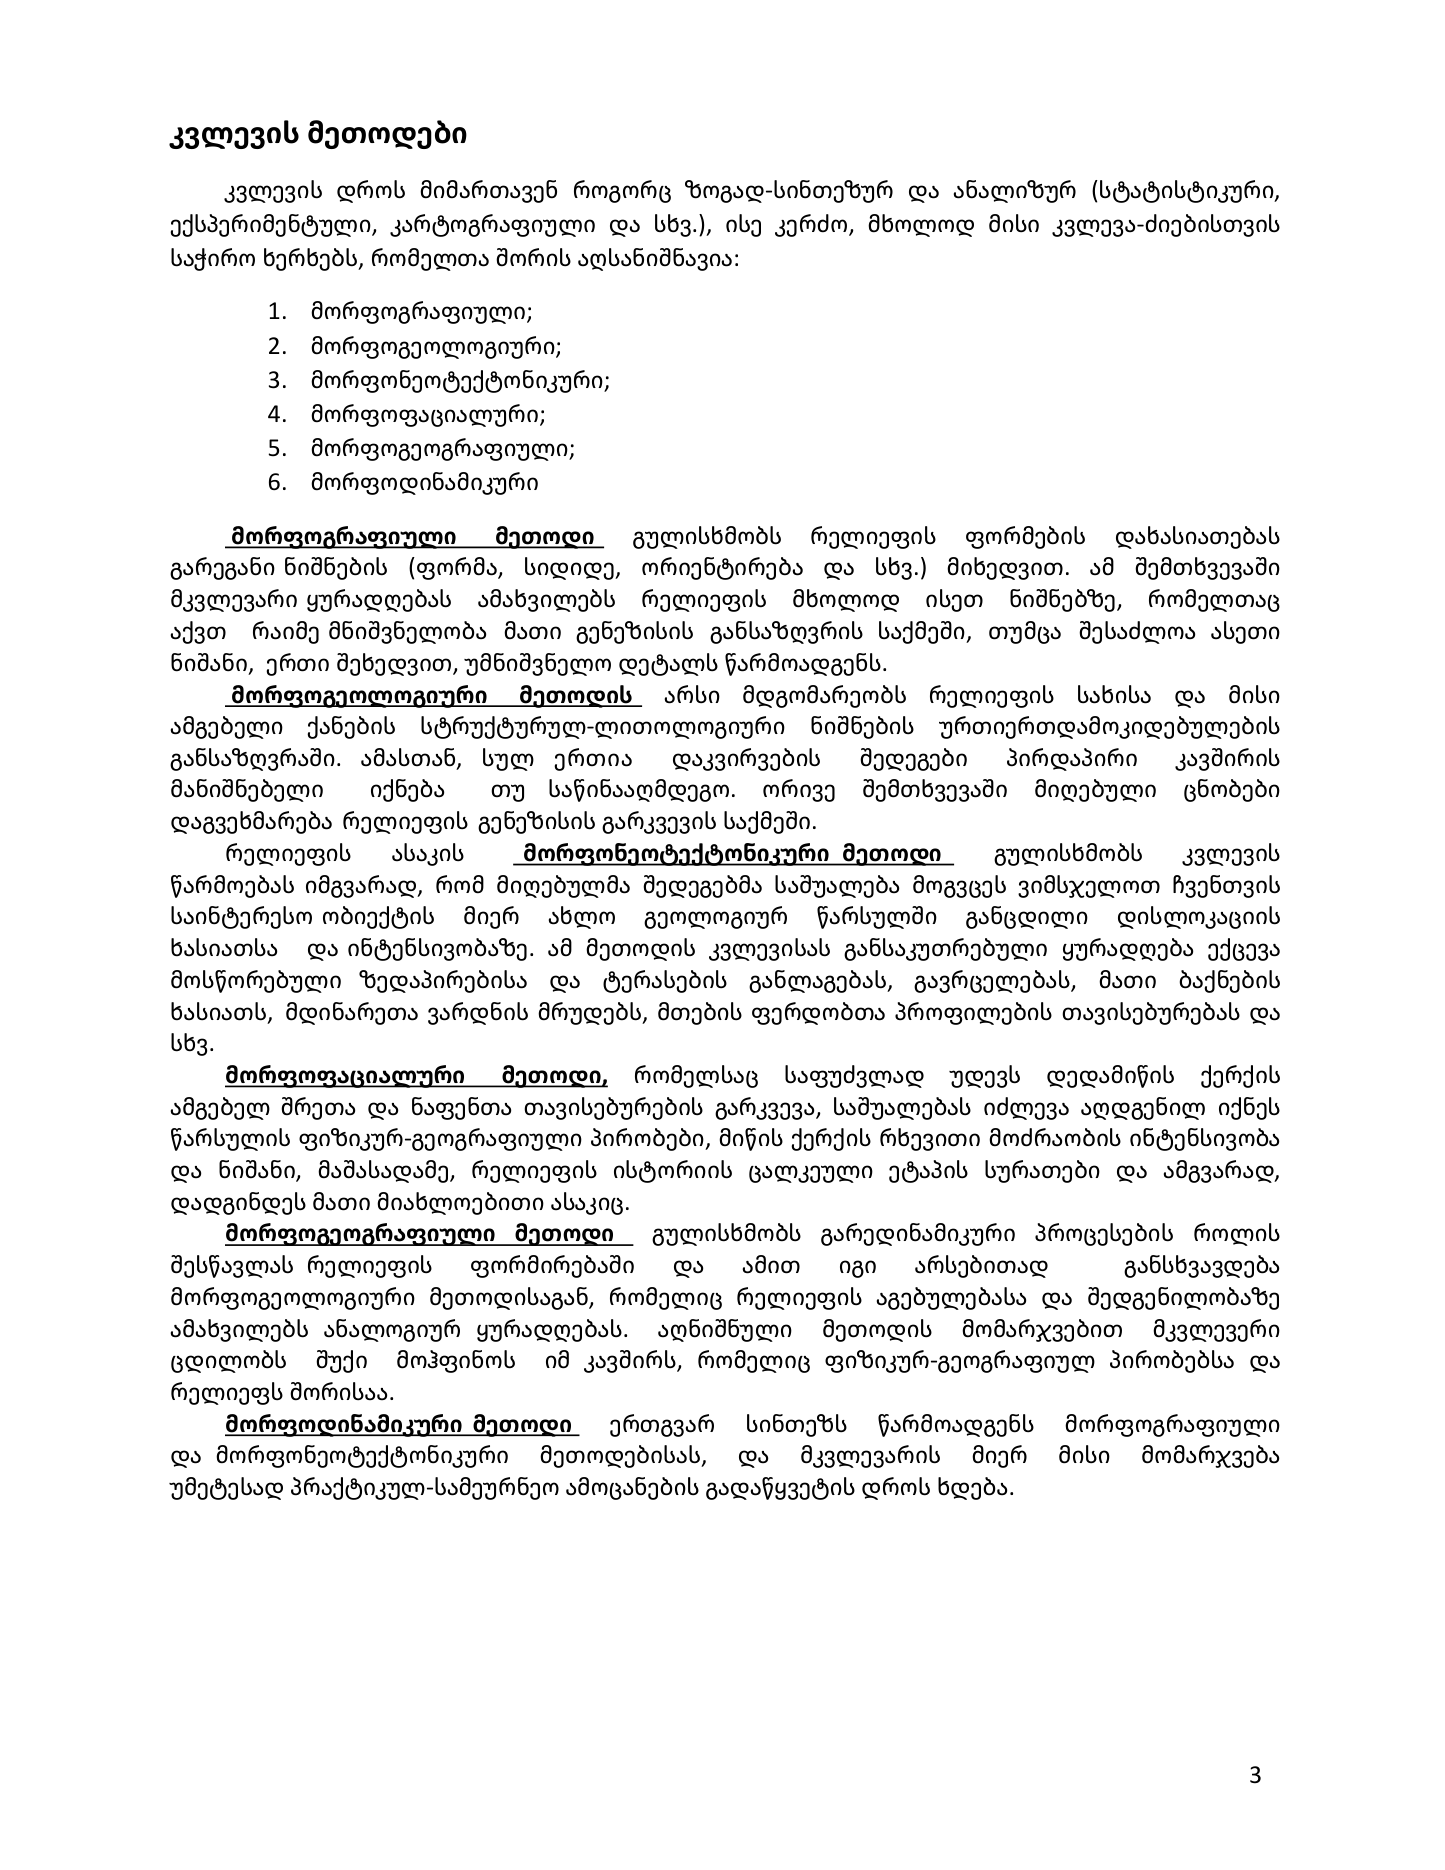 კვლევის მეთოდები
კვლევის დროს მიმართავენ როგორც ზოგად-სინთეზურ და ანალიზურ (სტატისტიკური,
ექსპერიმენტული, კარტოგრაფიული და სხვ.), ისე კერძო, მხოლოდ მისი კვლევა-ძიებისთვის
საჭირო ხერხებს, რომელთა შორის აღსანიშნავია:
1. მორფოგრაფიული;
2. მორფოგეოლოგიური;
3. მორფონეოტექტონიკური;
4. მორფოფაციალური;
5. მორფოგეოგრაფიული;
6. მორფოდინამიკური
მორფოგრაფიული მეთოდი გულისხმობს რელიეფის ფორმების დახასიათებას
გარეგანი ნიშნების (ფორმა, სიდიდე, ორიენტირება და სხვ.) მიხედვით. ამ შემთხვევაში
მკვლევარი ყურადღებას ამახვილებს რელიეფის მხოლოდ ისეთ ნიშნებზე, რომელთაც
აქვთ რაიმე მნიშვნელობა მათი გენეზისის განსაზღვრის საქმეში, თუმცა შესაძლოა ასეთი
ნიშანი, ერთი შეხედვით, უმნიშვნელო დეტალს წარმოადგენს.
მორფოგეოლოგიური მეთოდის არსი მდგომარეობს რელიეფის სახისა და მისი
ამგებელი ქანების სტრუქტურულ-ლითოლოგიური ნიშნების ურთიერთდამოკიდებულების
განსაზღვრაში. ამასთან, სულ ერთია დაკვირვების შედეგები პირდაპირი კავშირის
მანიშნებელი იქნება თუ საწინააღმდეგო. ორივე შემთხვევაში მიღებული ცნობები
დაგვეხმარება რელიეფის გენეზისის გარკვევის საქმეში.
რელიეფის ასაკის მორფონეოტექტონიკური მეთოდი გულისხმობს კვლევის
წარმოებას იმგვარად, რომ მიღებულმა შედეგებმა საშუალება მოგვცეს ვიმსჯელოთ ჩვენთვის
საინტერესო ობიექტის მიერ ახლო გეოლოგიურ წარსულში განცდილი დისლოკაციის
ხასიათსა და ინტენსივობაზე. ამ მეთოდის კვლევისას განსაკუთრებული ყურადღება ექცევა
მოსწორებული ზედაპირებისა და ტერასების განლაგებას, გავრცელებას, მათი ბაქნების
ხასიათს, მდინარეთა ვარდნის მრუდებს, მთების ფერდობთა პროფილების თავისებურებას და
სხვ.
მორფოფაციალური მეთოდი, რომელსაც საფუძვლად უდევს დედამიწის ქერქის
ამგებელ შრეთა და ნაფენთა თავისებურების გარკვევა, საშუალებას იძლევა აღდგენილ იქნეს
წარსულის ფიზიკურ-გეოგრაფიული პირობები, მიწის ქერქის რხევითი მოძრაობის ინტენსივობა
და ნიშანი, მაშასადამე, რელიეფის ისტორიის ცალკეული ეტაპის სურათები და ამგვარად,
დადგინდეს მათი მიახლოებითი ასაკიც.
მორფოგეოგრაფიული მეთოდი გულისხმობს გარედინამიკური პროცესების როლის
შესწავლას რელიეფის ფორმირებაში და ამით იგი არსებითად განსხვავდება
მორფოგეოლოგიური მეთოდისაგან, რომელიც რელიეფის აგებულებასა და შედგენილობაზე
ამახვილებს ანალოგიურ ყურადღებას. აღნიშნული მეთოდის მომარჯვებით მკვლევერი
ცდილობს შუქი მოჰფინოს იმ კავშირს, რომელიც ფიზიკურ-გეოგრაფიულ პირობებსა და
რელიეფს შორისაა.
მორფოდინამიკური მეთოდი ერთგვარ სინთეზს წარმოადგენს მორფოგრაფიული
და მორფონეოტექტონიკური მეთოდებისას, და მკვლევარის მიერ მისი მომარჯვება
უმეტესად პრაქტიკულ-სამეურნეო ამოცანების გადაწყვეტის დროს ხდება.
3